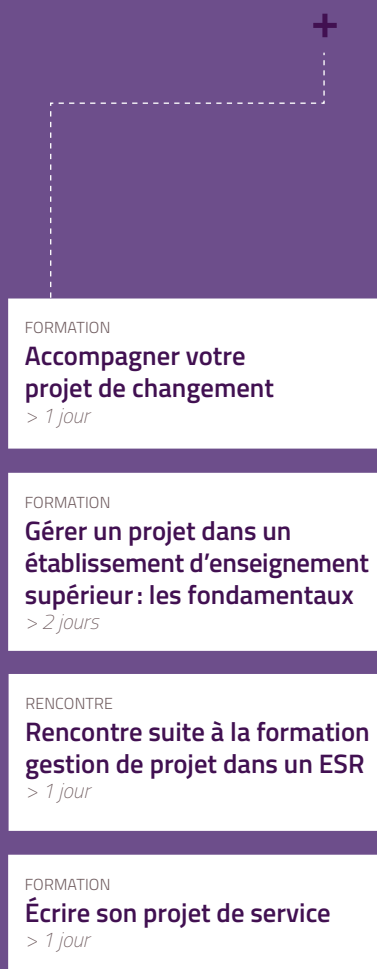 +
FORMATION
Accompagner votre
projet de changement
> 1 jour
FORMATION
Gérer un projet dans un
établissement d’enseignement
supérieur : les fondamentaux
> 2 jours
RENCONTRE
Rencontre suite à la formation
gestion de projet dans un ESR
> 1 jour
FORMATION
Écrire son projet de service
> 1 jour